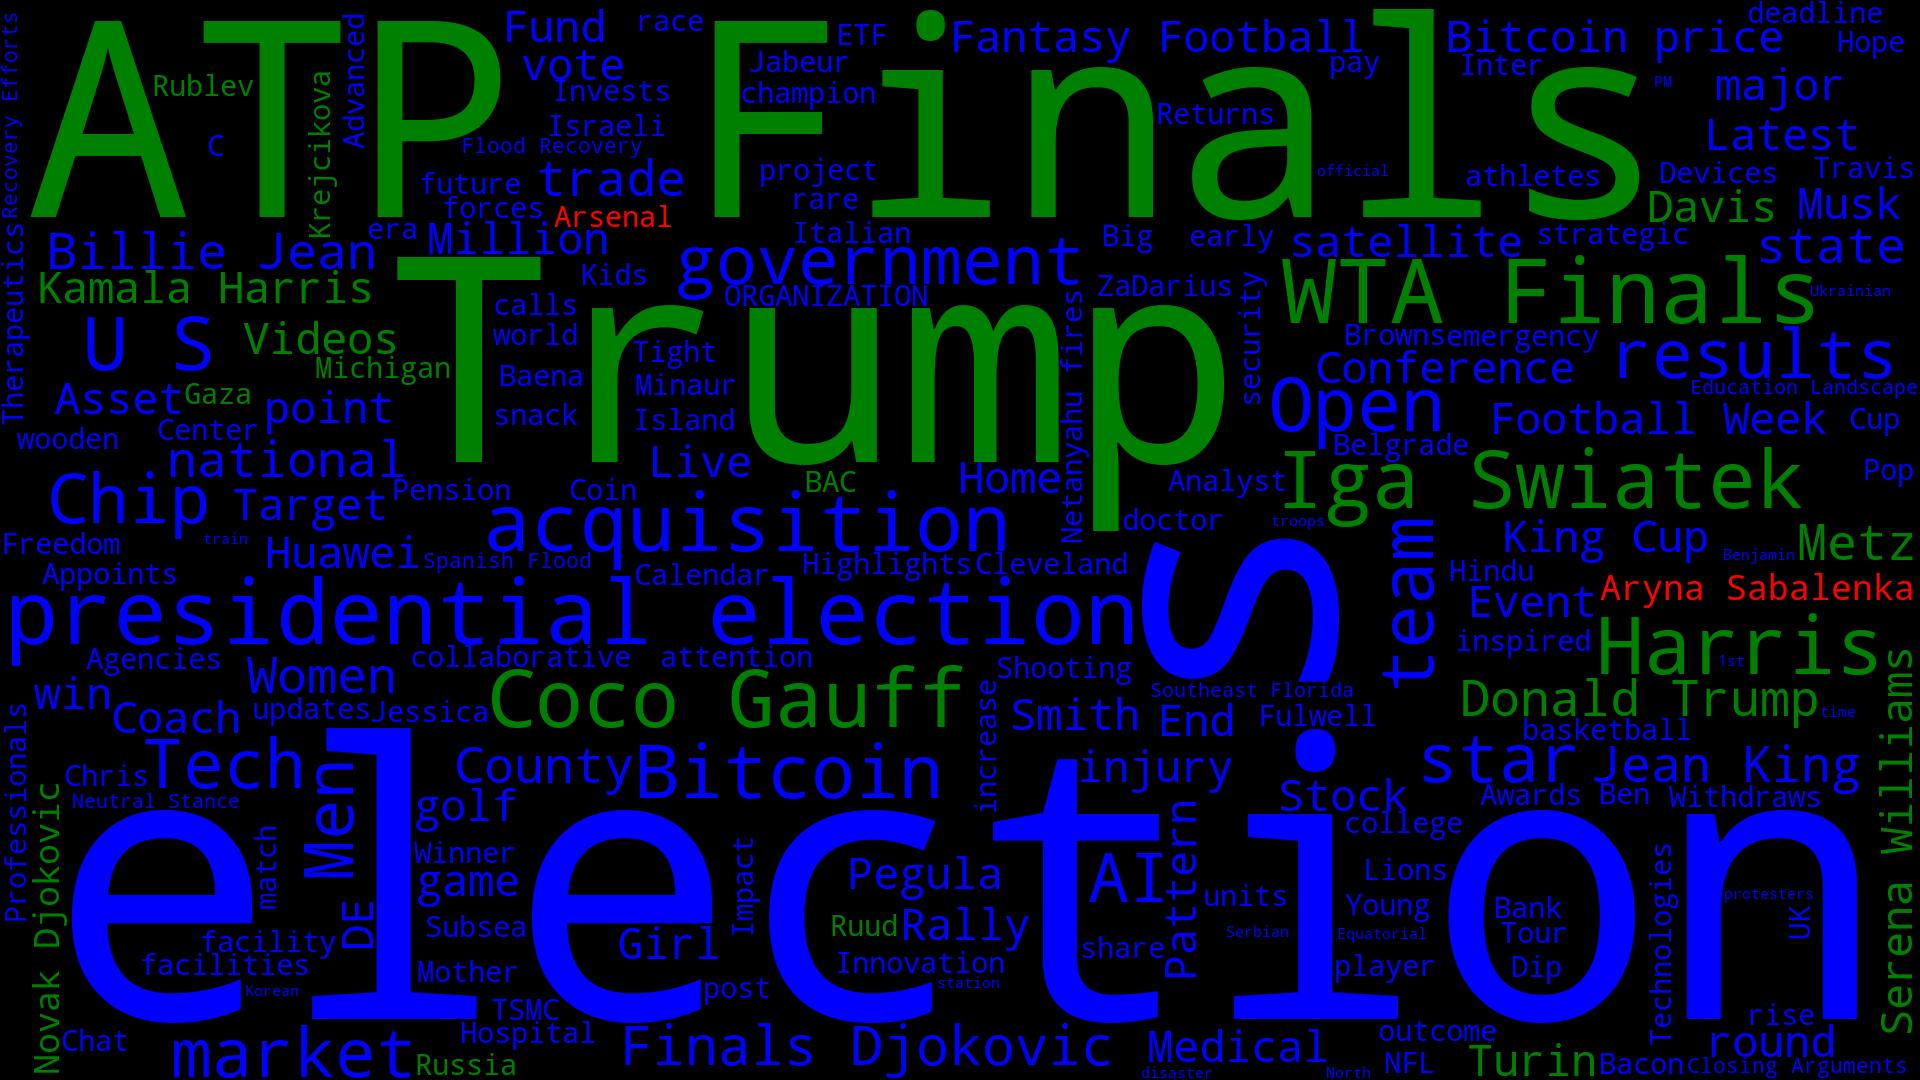 ATP Finals
Trump
election
S
presidential election
WTA Finals
acquisition
government
Iga Swiatek
Coco Gauff
Harris
Bitcoin
Finals Djokovic
U S
Chip
Tech
Men
team
Open
results
market
star
AI
Donald Trump
Kamala Harris
Billie Jean
Serena Williams
Novak Djokovic
Fantasy Football
Bitcoin price
Fund
race
ETF
deadline
Hope
vote
Invests
Jabeur
champion
pay
Inter
PM
major
Recovery Efforts
Rublev
Krejcikova
Advanced
C
Israeli
Flood Recovery
Returns
Latest
future
trade
forces
Arsenal
project
rare
Italian
official
athletes
Devices
Travis
Davis
Musk
era
Million
Big
early
satellite
strategic
state
Therapeutics
Kids
ORGANIZATION
ZaDarius
security
Ukrainian
Videos
calls
world
Netanyahu fires
Browns
emergency
Michigan
Tight
Conference
Asset
Gaza
point
Baena
Minaur
Education Landscape
snack
Island
Football Week
Cup
wooden
Center
Belgrade
national
Live
BAC
Home
Analyst
Pop
Target
Pension
Coin
doctor
troops
King Cup
Metz
Freedom
train
Huawei
Spanish Flood
Calendar
Highlights
Cleveland
Benjamin
Hindu
Appoints
Aryna Sabalenka
Event
inspired
Agencies
collaborative
attention
Shooting
1st
win
Women
Southeast Florida
Coach
updates
Jessica
Smith
End
Fulwell
time
basketball
Professionals
Chris
County
increase
injury
Jean King
Neutral Stance
golf
Stock
Awards
Ben
Withdraws
match
Winner
Impact
Pattern
college
game
Pegula
Lions
units
Young
Bank
protesters
DE
Subsea
Ruud
Rally
Serbian
Equatorial
Tour
UK
Technologies
facility
Girl
share
facilities
Mother
Innovation
player
Dip
Korean
post
station
TSMC
rise
Chat
Hospital
outcome
round
Russia
Medical
disaster
North
NFL
Turin
Bacon
Closing Arguments